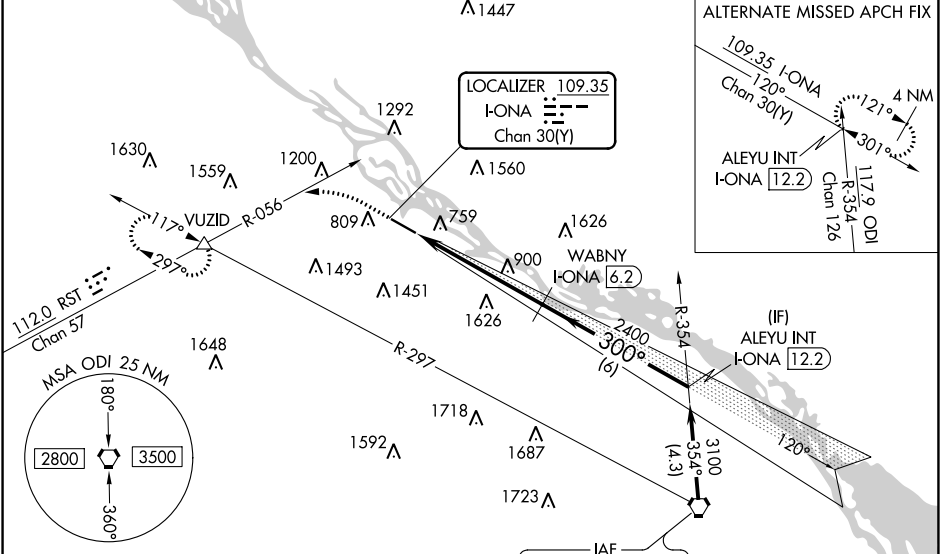 1447
ALTERNATE MISSED APCH FIX
109.35 I-ONA
120°
Chan 30(Y)
121°
4 NM
301°
ALEYU INT
I-ONA 12.2
R-354
117.9 ODI
Chan 126
LOCALIZER 109.35
I-ONA
Chan 30(Y)
1292
1630
1559
1200
1560
809
759
1626
VUZID
R-056
117°
297°
WABNY
I-ONA 6.2
900
1493
1451
1626
112.0 RST
Chan 57
R-297
2400
300°
(6)
R-354
(IF)
ALEYU INT
I-ONA 12.2
1648
MSA ODI 25 NM
180°
2800
3500
360°
1718
1592
1687
1723
3100
354°
(4.3)
120°
IAF